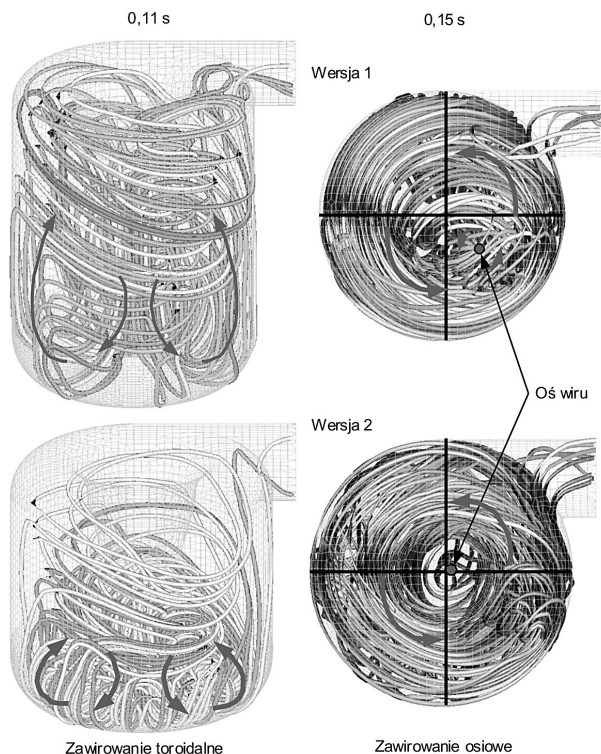 0,11 s
0,15 s
Wersja 1
Oś wiru
Wersja 2
Zawirowanie toroidalne
Zawirowanie osiowe